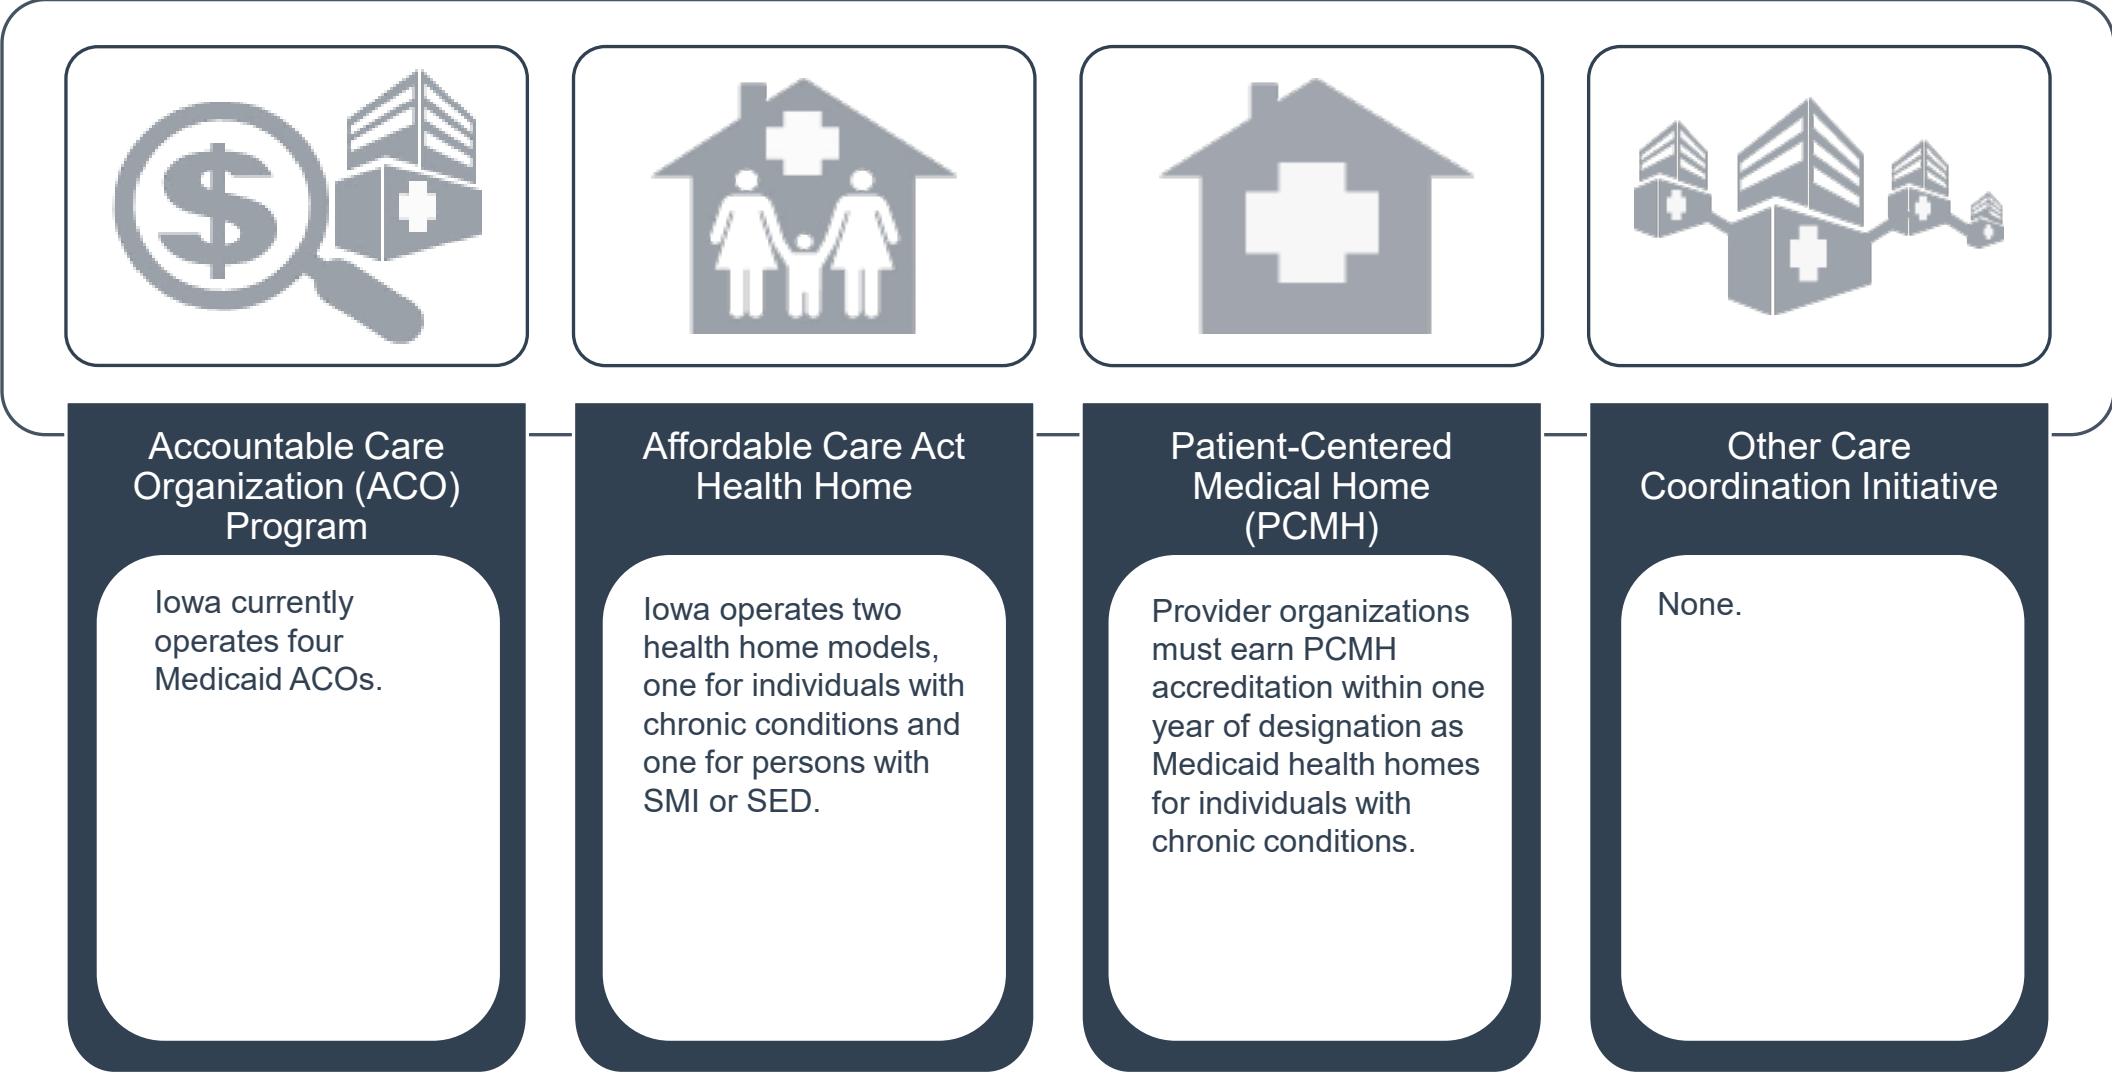 Accountable Care
Organization (ACO)
Program
Iowa currently
operates four
Medicaid ACOs.
Affordable Care Act
Health Home
Iowa operates two
health home models,
one for individuals with
chronic conditions and
one for persons with
SMI or SED.
Patient-Centered
Medical Home
(PCMH)
Provider organizations
must earn PCMH
accreditation within one
year of designation as
Medicaid health homes
for individuals with
chronic conditions.
Other Care
Coordination Initiative
None.